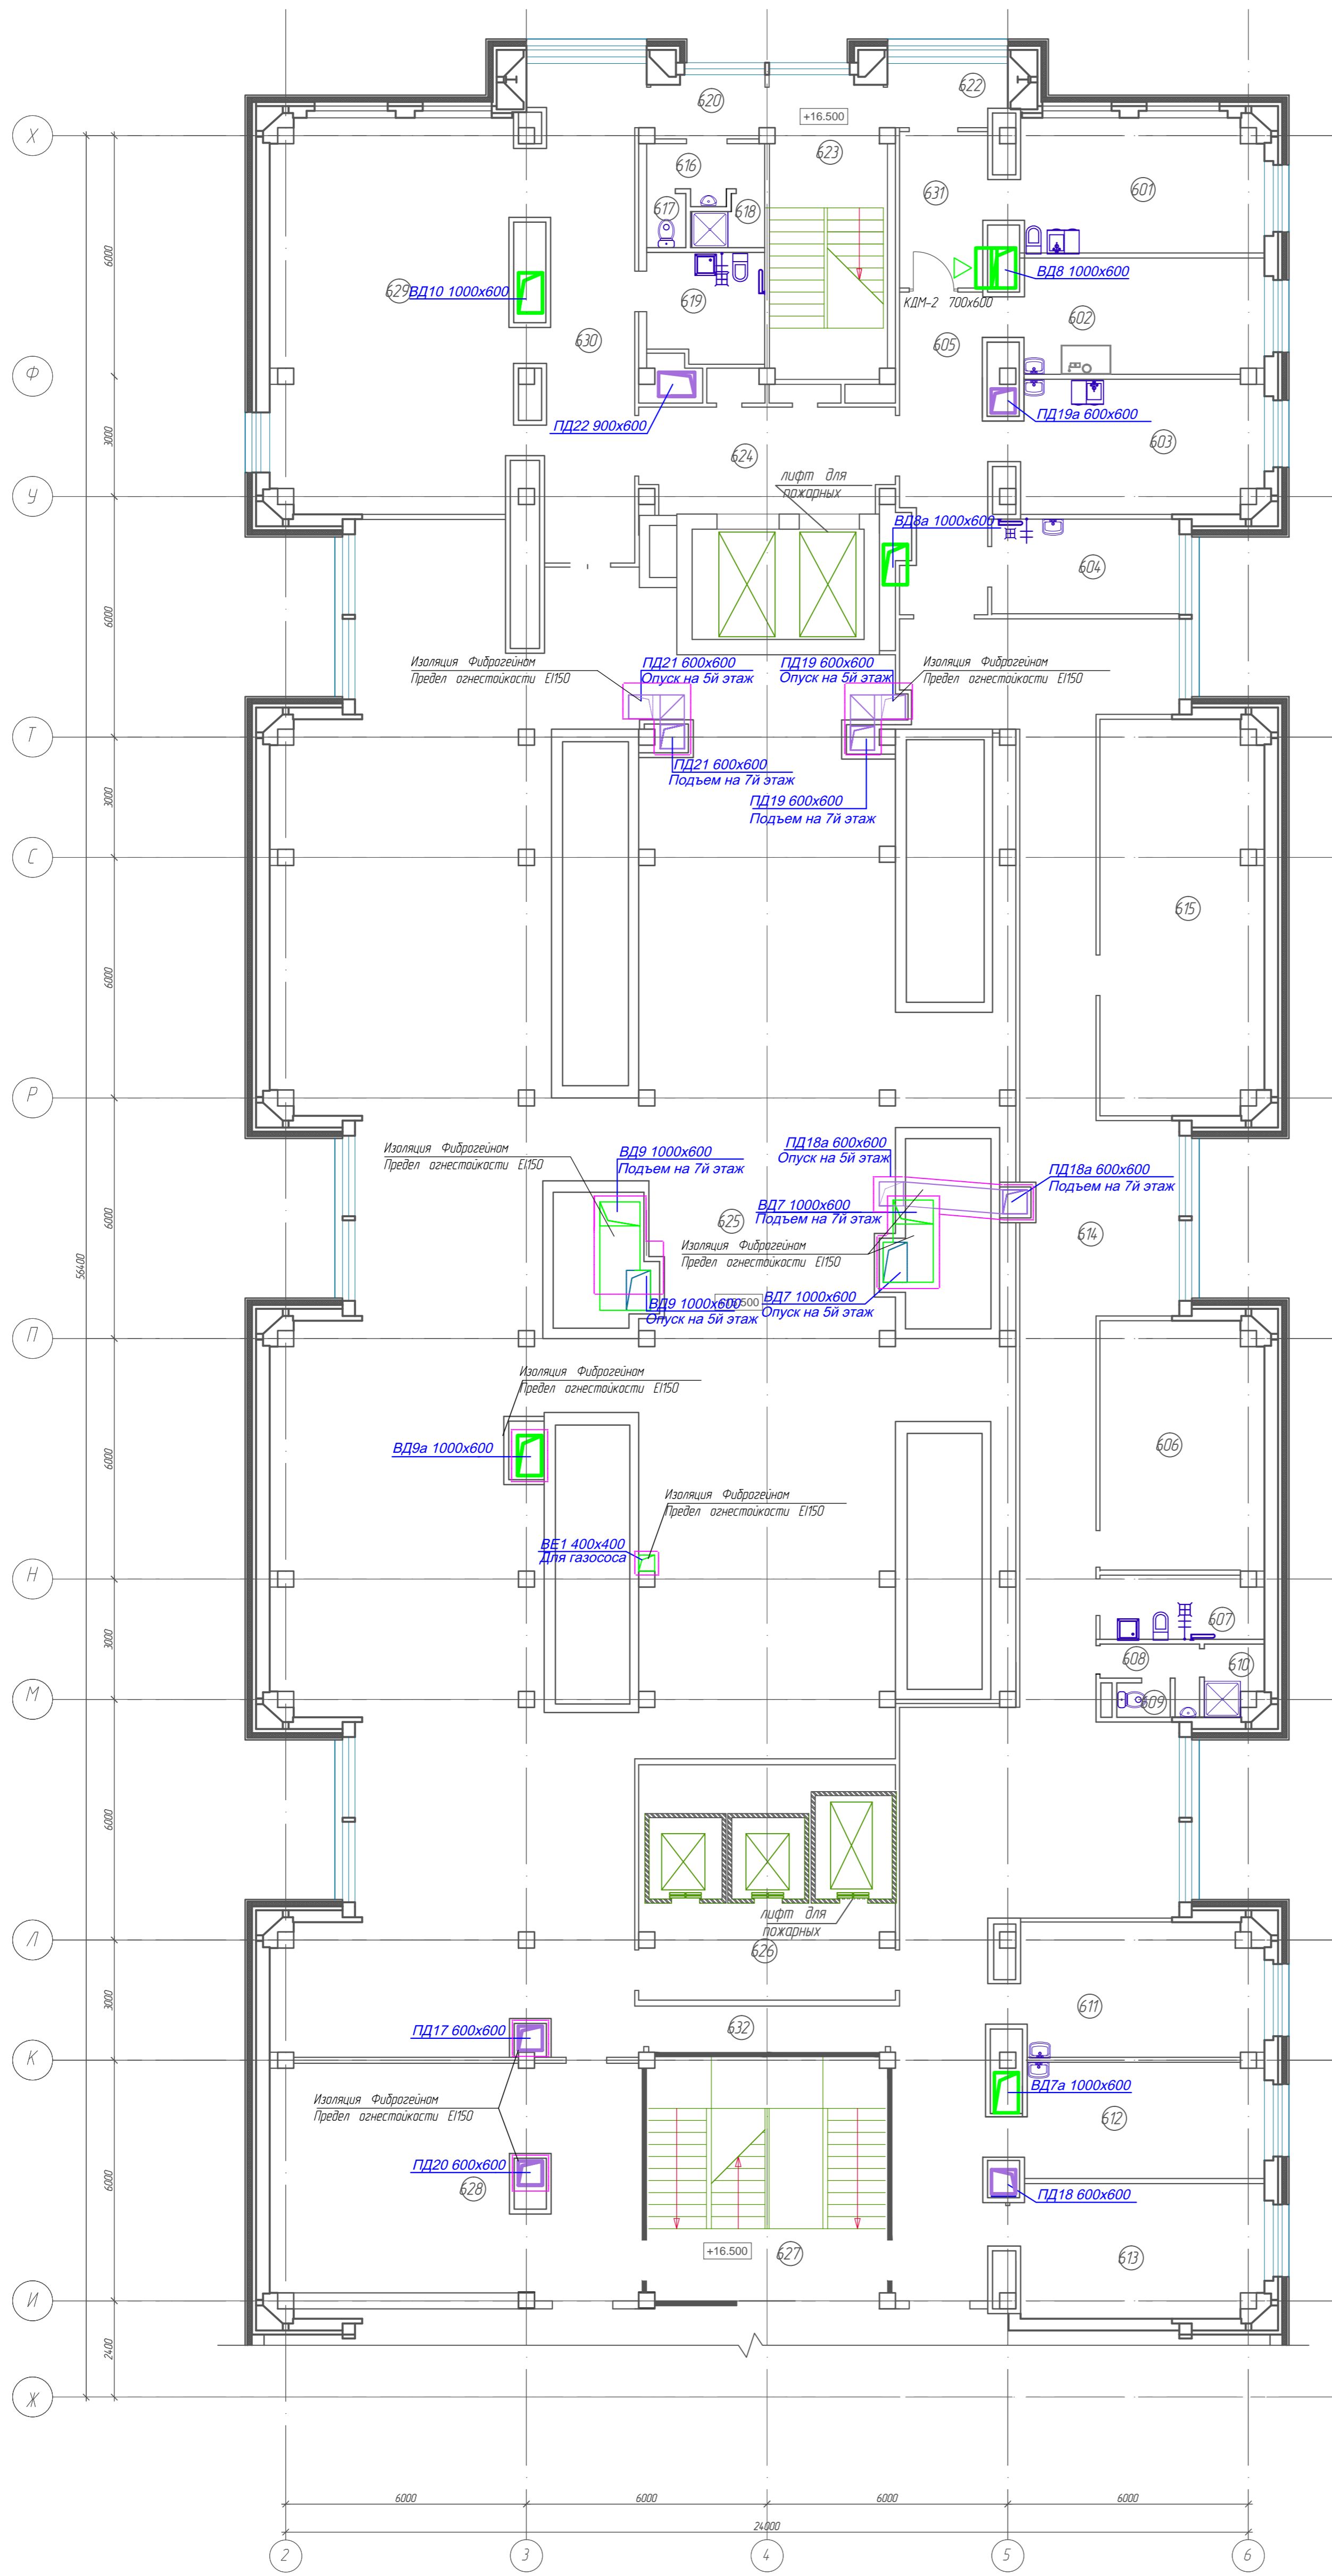 620
622
+16.500
Х
616
623
601
631
617
618
6000
ВД8 1000х600
629
ВД10 1000х600
619
КДМ-2 700х600
602
630
605
Ф
ПД19а 600х600
ПД22 900х600
3000
603
624
лифт для
пожарных
У
ВД8а 1000х600
604
6000
Изоляция Фиброгейном
Предел огнестойкости EI150
ПД21 600х600
Опуск на 5й этаж
ПД19 600х600
Опуск на 5й этаж
Изоляция Фиброгейном
Предел огнестойкости EI150
Т
ПД21 600х600
Подъем на 7й этаж
3000
ПД19 600х600
Подъем на 7й этаж
С
615
6000
Р
Изоляция Фиброгейном
Предел огнестойкости EI150
ВД9 1000х600
Подъем на 7й этаж
ПД18а 600х600
Опуск на 5й этаж
ПД18а 600х600
Подъем на 7й этаж
6000
625
ВД7 1000х600
Подъем на 7й этаж
614
56400
Изоляция Фиброгейном
Предел огнестойкости EI150
ВД9 1000х600
Опуск на 5й этаж
+16.500
ВД7 1000х600
Опуск на 5й этаж
П
Изоляция Фиброгейном
Предел огнестойкости EI150
ВД9а 1000х600
6000
606
Изоляция Фиброгейном
Предел огнестойкости EI150
ВЕ1 400х400
Для газососа
Н
607
3000
608
610
М
609
6000
лифт для
пожарных
Л
626
3000
611
ПД17 600х600
632
К
ВД7а 1000х600
Изоляция Фиброгейном
Предел огнестойкости EI150
612
6000
ПД20 600х600
628
ПД18 600х600
+16.500
627
613
И
2400
Ж
6000
6000
6000
6000
24000
2
3
4
5
6